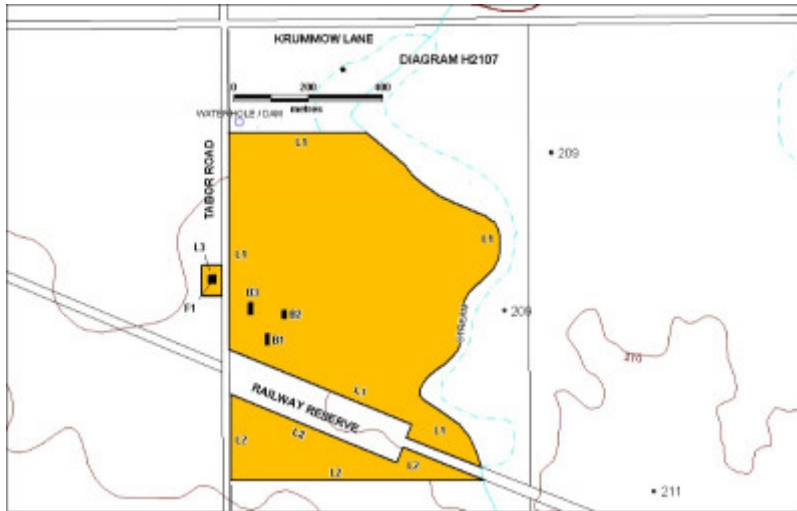 KRUMMOW LANE
DIAGRAM H2107
0 200 400
metres
WATERHOLE / DAM
L1
TABOR ROAD
209
L3
L1
L1
F1
B3
B2
B1
STREAM
209
210
L1
RAILWAY RESERVE
L1
L2
L2
L2
L2
211